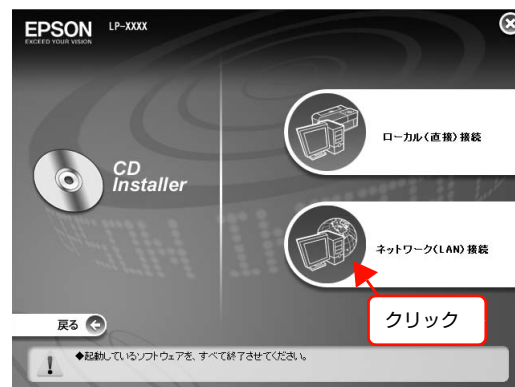 EPSON
EXCEED YOUR VISION
LP-XXXX
ローカル(直接)接続
CD
Installer
ネットワーク(LAN)接続
クリック
戻る
◆起動しているソフトウェアを、すべて終了させてください。